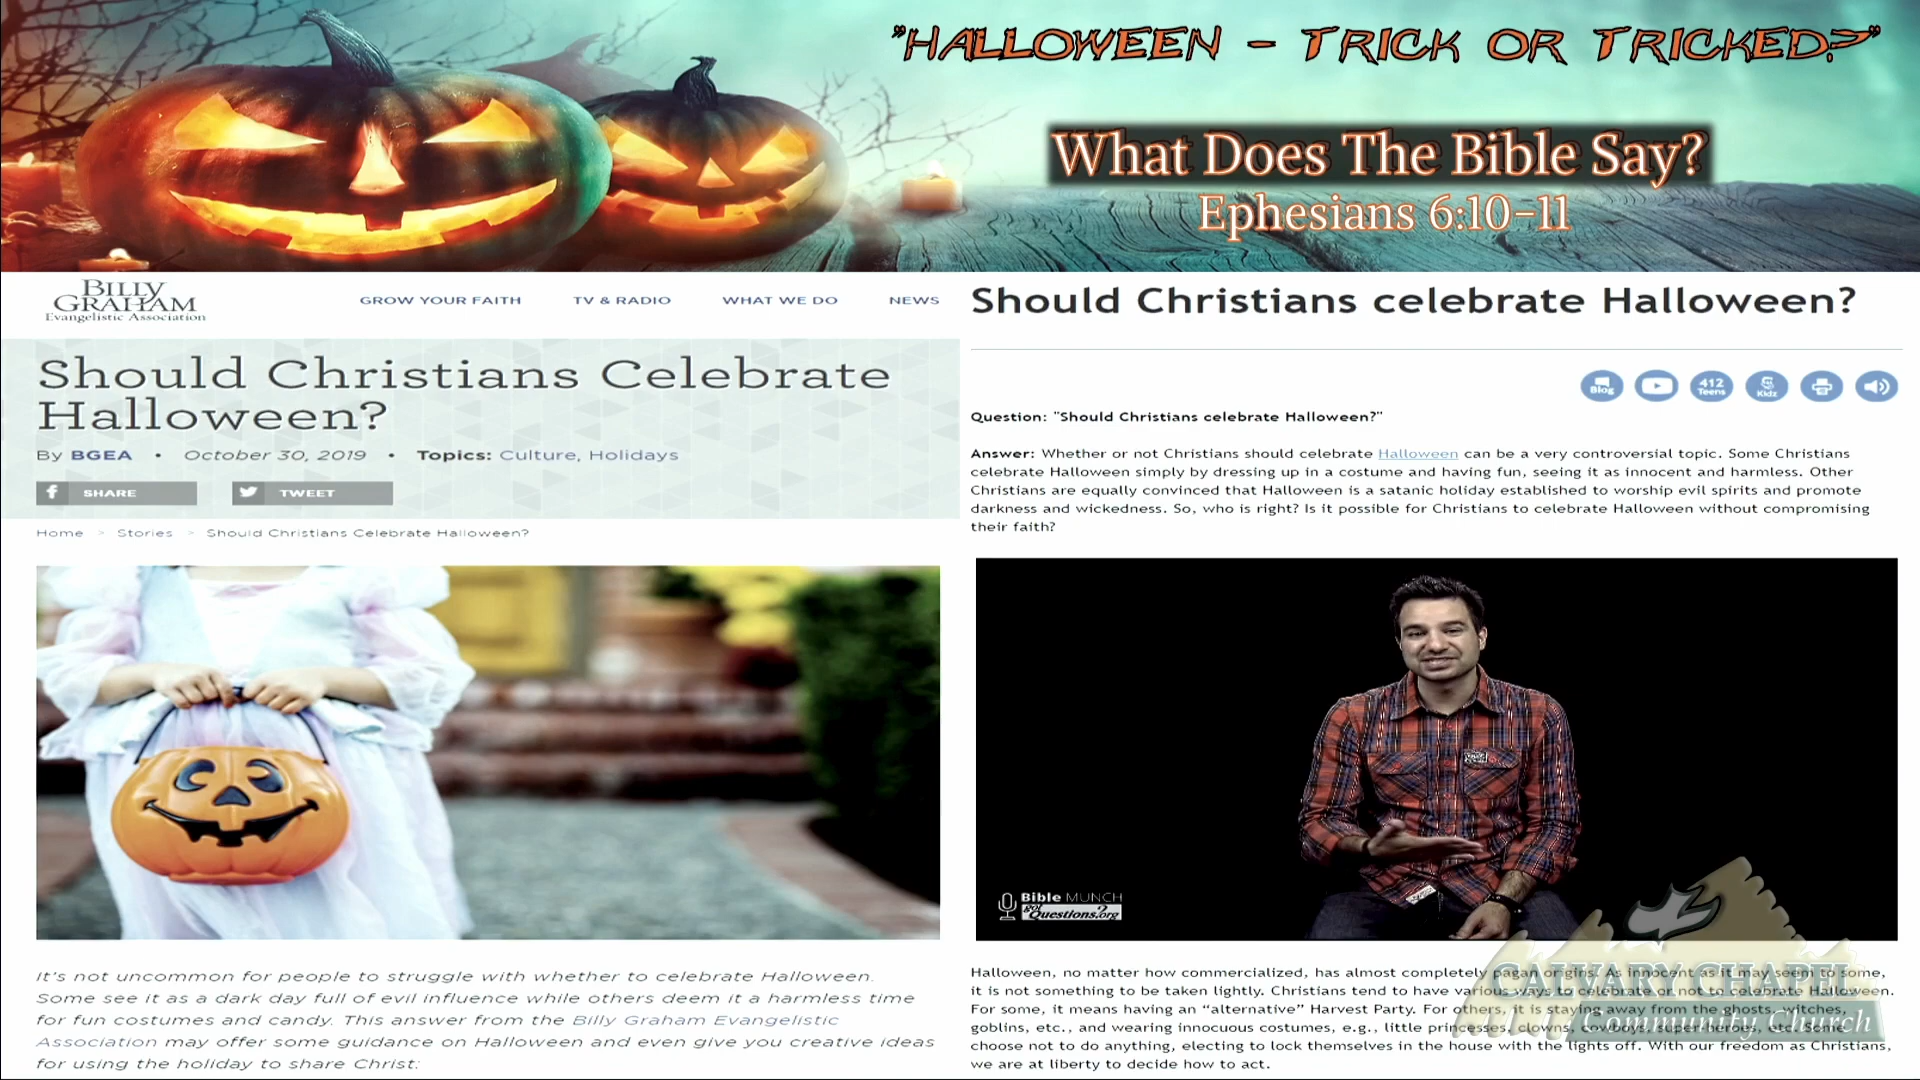 "HALLOWEEN - TRICK OR TRICKED?"
What Does The Bible Say?
Ephesians 6:10-11
BILLY
GRAHAM
Evangelistic Association
GROW YOUR FAITH TV & RADIO WHAT WE DO NEWS
Should Christians Celebrate
Halloween?
By BGEA • October 30, 2019 • Topics: Culture, Holidays
SHARE TWEET
Home > Stories > Should Christians Celebrate Halloween?
It's not uncommon for people to struggle with whether to celebrate Halloween.
Some see it as a dark day full of evil influence while others deem it a harmless time
for fun costumes and candy. This answer from the Billy Graham Evangelistic
Association may offer some guidance on Halloween and even give you creative ideas
for using the holiday to share Christ:
Should Christians celebrate Halloween?
Blog 412 Teens Kidz
Question: "Should Christians celebrate Halloween?"
Answer: Whether or not Christians should celebrate Halloween can be a very controversial topic. Some Christians
celebrate Halloween simply by dressing up in a costume and having fun, seeing it as innocent and harmless. Other
Christians are equally convinced that Halloween is a satanic holiday established to worship evil spirits and promote
darkness and wickedness. So, who is right? Is it possible for Christians to celebrate Halloween without compromising
their faith?
Bible MUNCH
got Questions.org
Halloween, no matter how commercialized, has almost completely pagan origins. As innocent as it may seem to some,
it is not something to be taken lightly. Christians tend to have various ways to celebrate or not to celebrate Halloween.
For some, it means having an “alternative” Harvest Party. For others, it is staying away from the ghosts, witches,
goblins, etc., and wearing innocuous costumes, e.g., little princesses, clowns, cowboys, super-heroes, etc. Some
choose not to do anything, electing to lock themselves in the house with the lights off. With our freedom as Christians,
we are at liberty to decide how to act.
CALVARY CHAPEL
Community Church